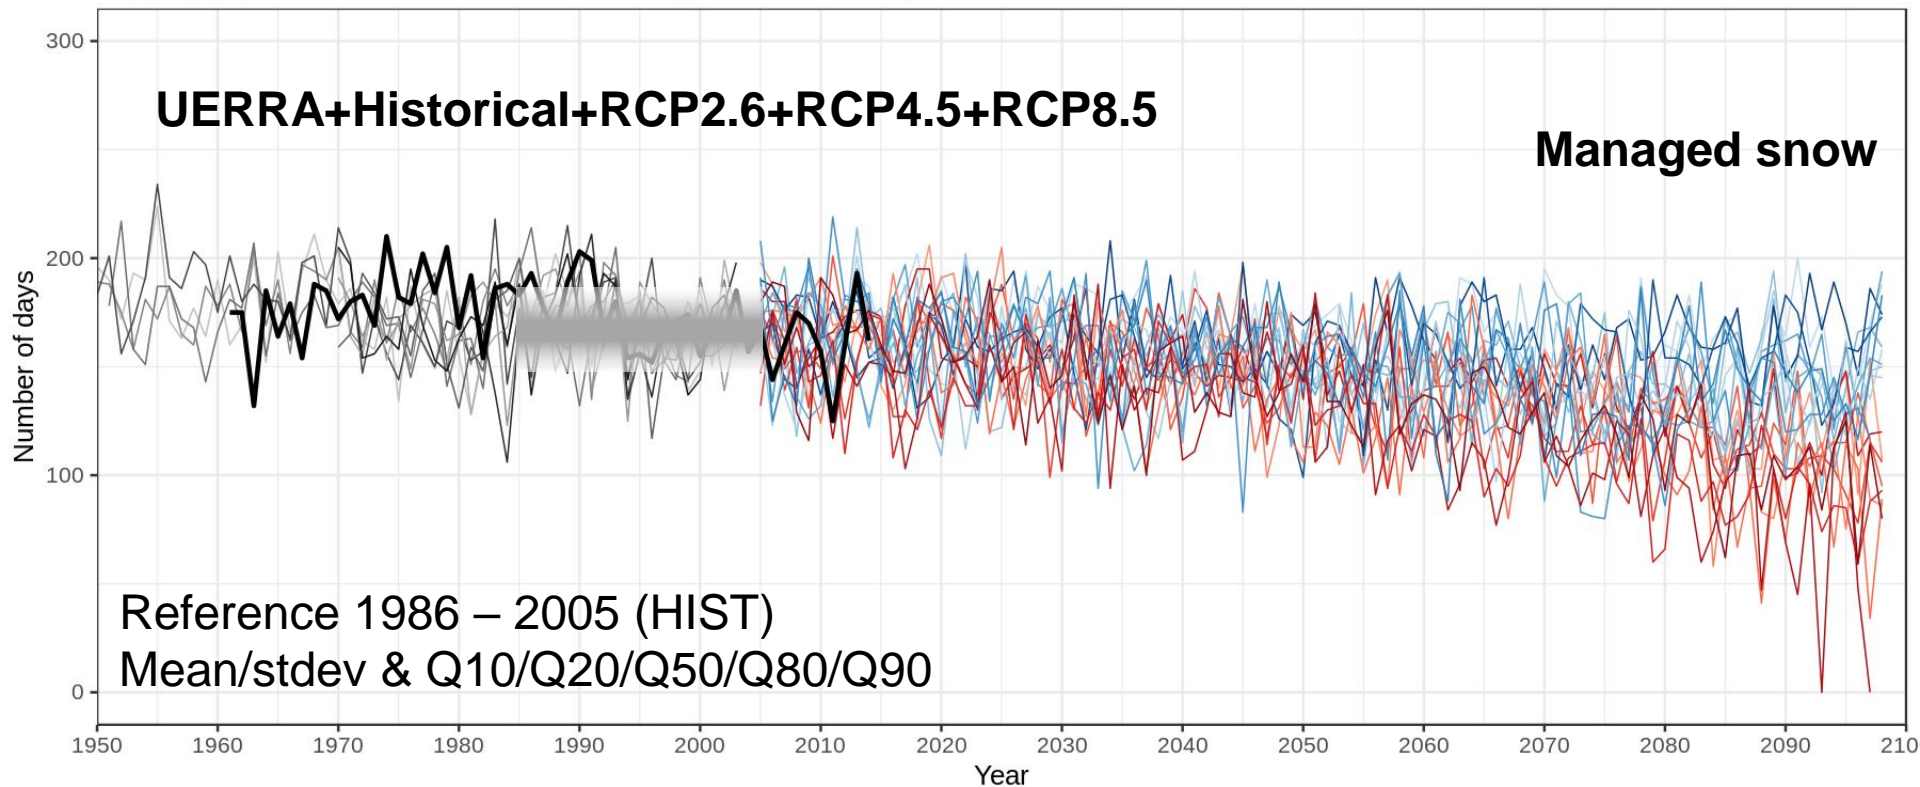 UERRA+Historical+RCP2.6+RCP4.5+RCP8.5
Managed snow
Reference 1986 – 2005 (HIST)
Mean/stdev & Q10/Q20/Q50/Q80/Q90
Number of days
300
200
100
0
1950 1960 1970 1980 1990 2000 2010 2020 2030 2040 2050 2060 2070 2080 2090 210
Year